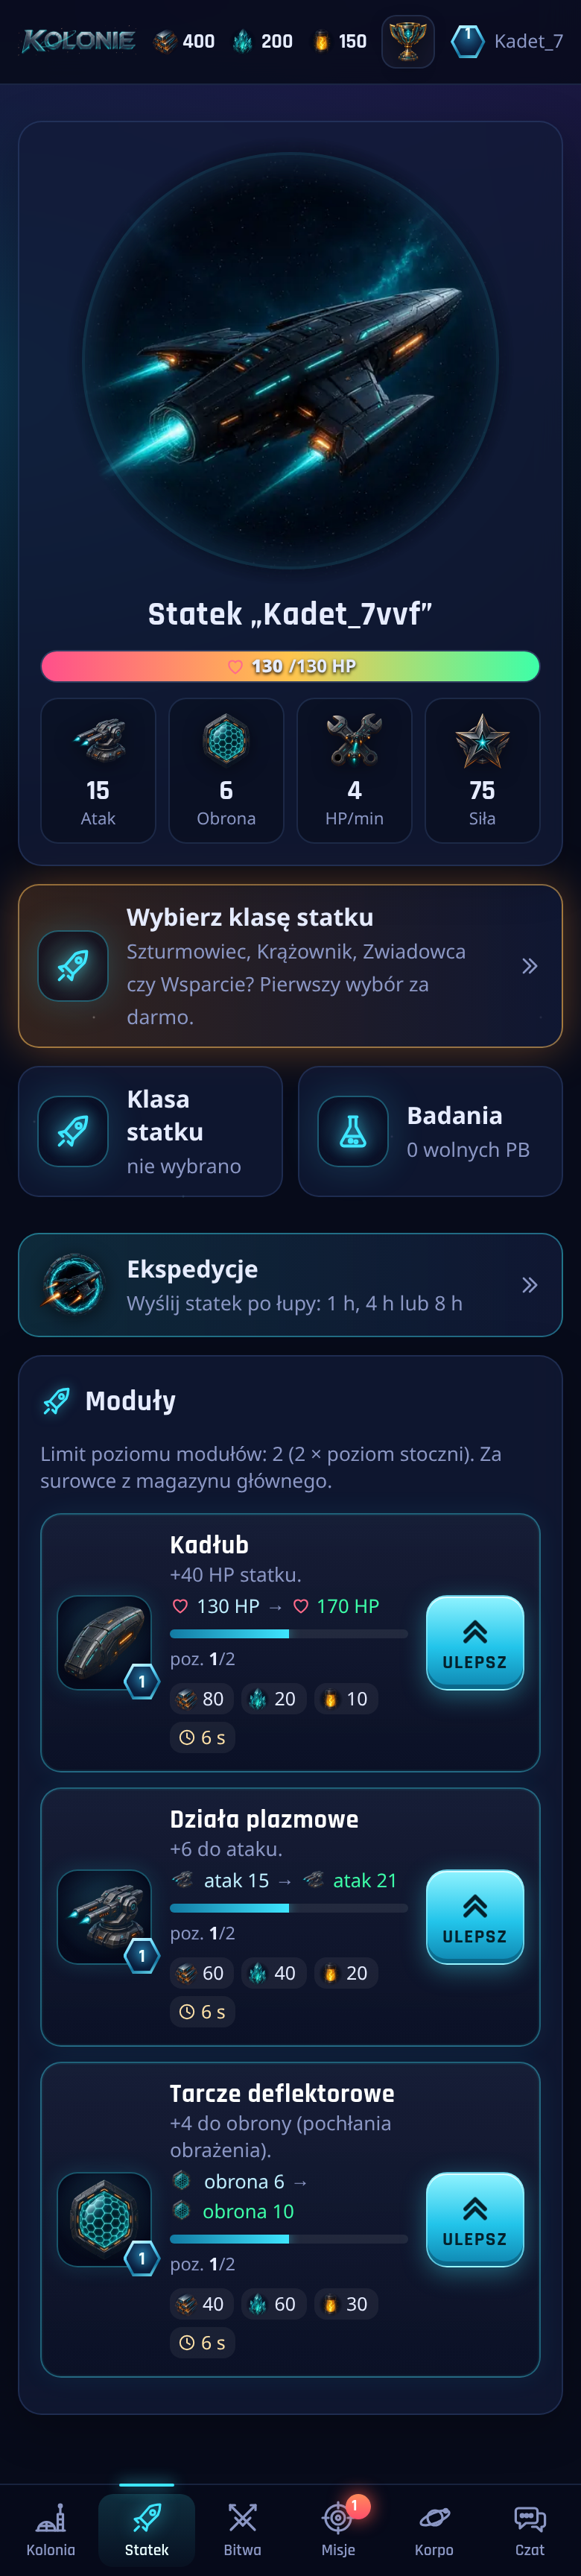 KOLONIE 400 200 150 1 Kadet_7
Statek „Kadet_7vvf”
130 /130 HP
15 6 4 75
Atak Obrona HP/min Siła
Wybierz klasę statku
Szturmowiec, Krążownik, Zwiadowca
czy Wsparcie? Pierwszy wybór za
darmo.
Klasa
statku
nie wybrano
Badania
0 wolnych PB
Ekspedycje
Wyślij statek po łupy: 1 h, 4 h lub 8 h
Moduły
Limit poziomu modułów: 2 (2 × poziom stoczni). Za
surowce z magazynu głównego.
Kadłub
+40 HP statku.
130 HP → 170 HP
poz. 1/2
1
80 20 10
6 s
ULEPSZ
Działa plazmowe
+6 do ataku.
atak 15 → atak 21
poz. 1/2
1
60 40 20
6 s
ULEPSZ
Tarcze deflektorowe
+4 do obrony (pochłania
obrażenia).
obrona 6 →
obrona 10
poz. 1/2
1
40 60 30
6 s
ULEPSZ
1
Kolonia Statek Bitwa Misje Korpo Czat